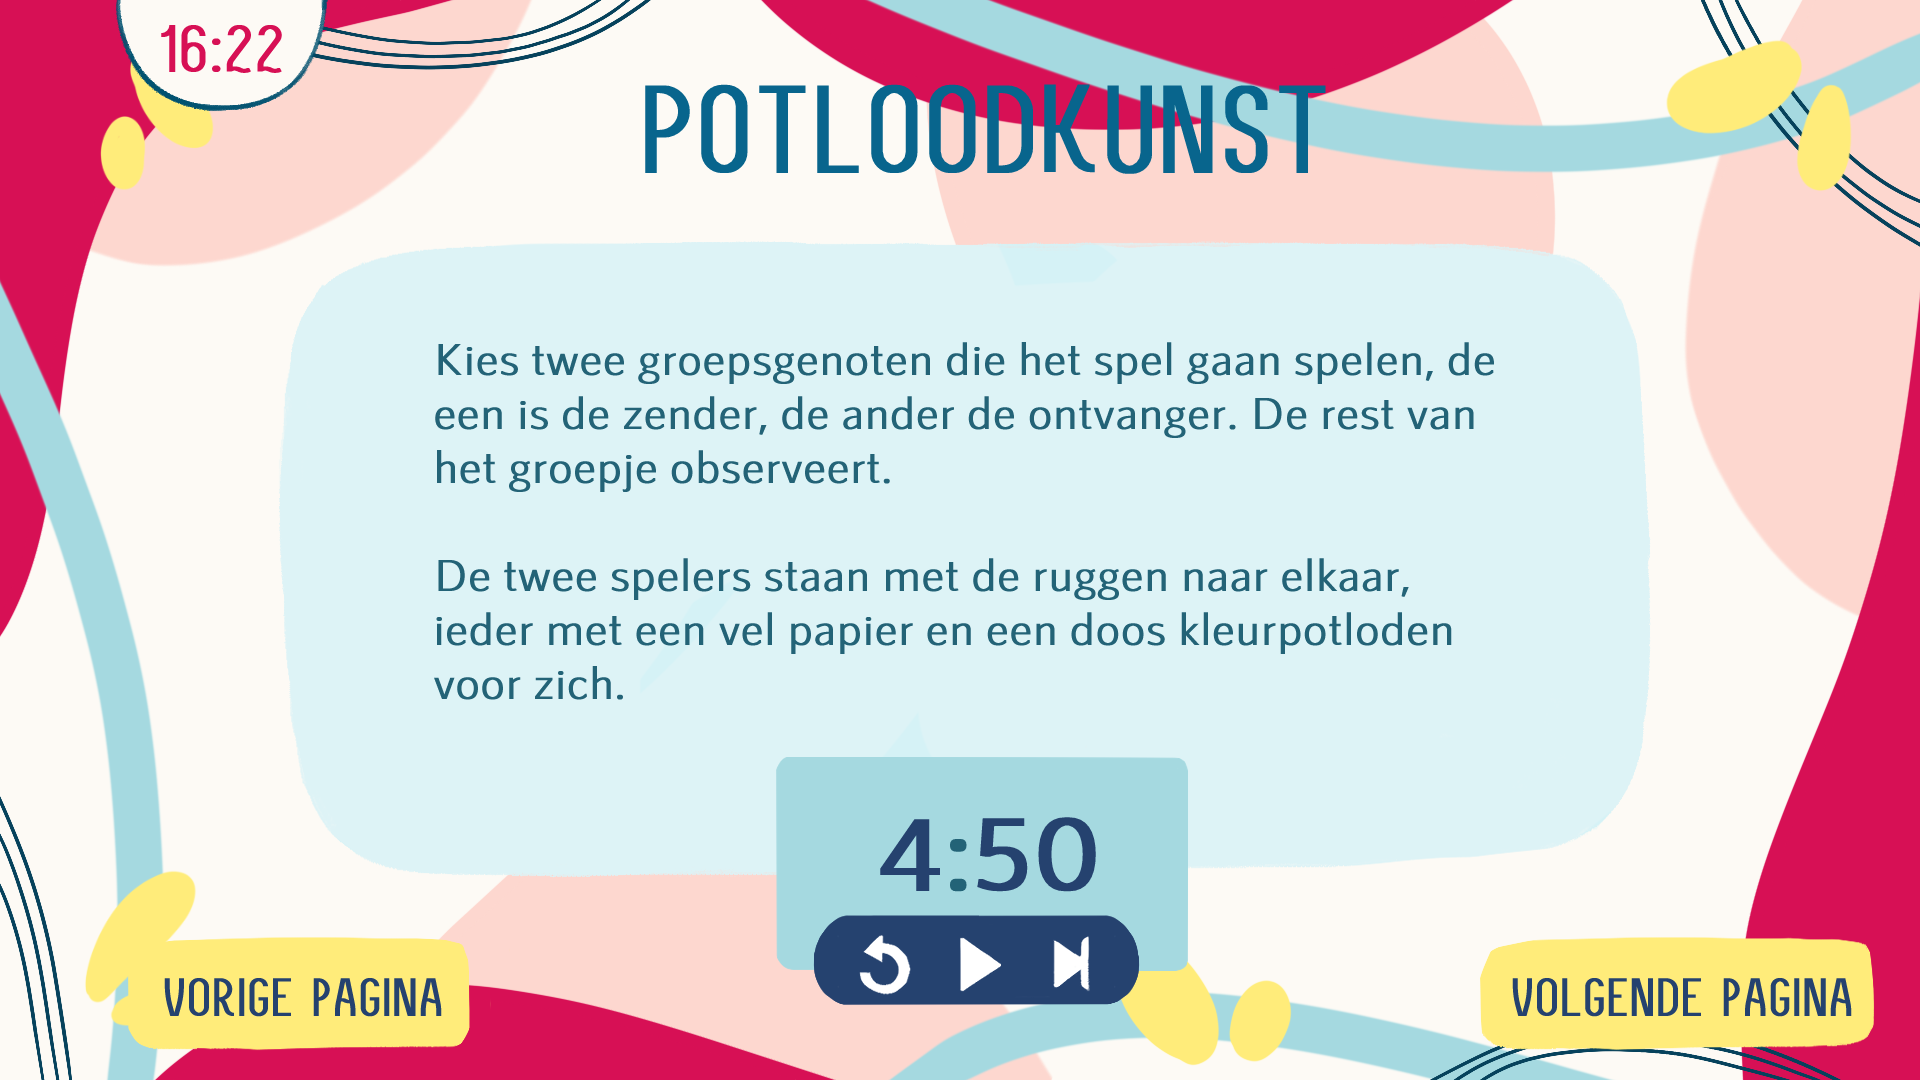 16:22
POTLOODKUNST
Kies twee groepsgenoten die het spel gaan spelen, de
een is de zender, de ander de ontvanger. De rest van
het groepje observeert.
De twee spelers staan met de ruggen naar elkaar,
ieder met een vel papier en een doos kleurpotloden
voor zich.
4:50
VORIGE PAGINA
VOLGENDE PAGINA